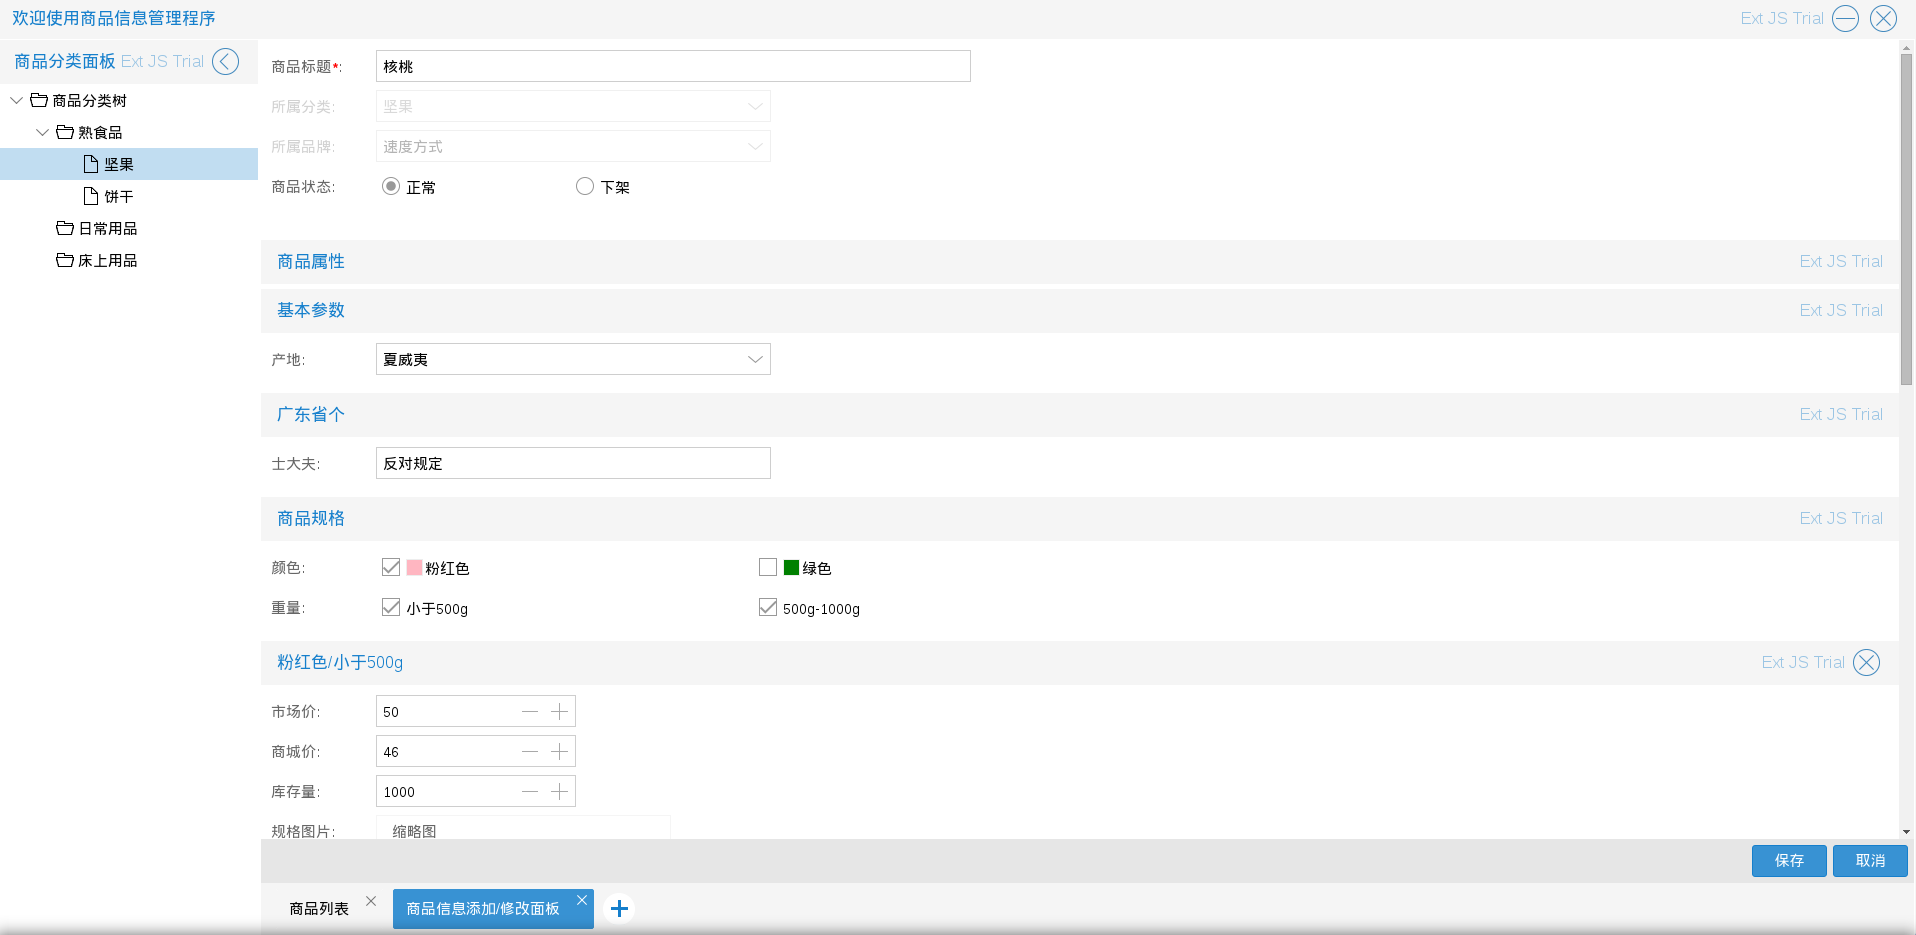 欢迎使用商品信息管理程序 Ext JS Trial
商品分类面板 Ext JS Trial
商品分类树
熟食品
坚果
饼干
日常用品
床上用品
商品标题*: 核桃
所属分类: 坚果
所属品牌: 速度方式
商品状态: 正常 下架
商品属性 Ext JS Trial
基本参数 Ext JS Trial
产地: 夏威夷
广东省个 Ext JS Trial
士大夫: 反对规定
商品规格 Ext JS Trial
颜色: 粉红色 绿色
重量: 小于500g 500g-1000g
粉红色/小于500g Ext JS Trial
市场价: 50
商城价: 46
库存量: 1000
规格图片: 缩略图
保存 取消
商品列表 商品信息添加/修改面板